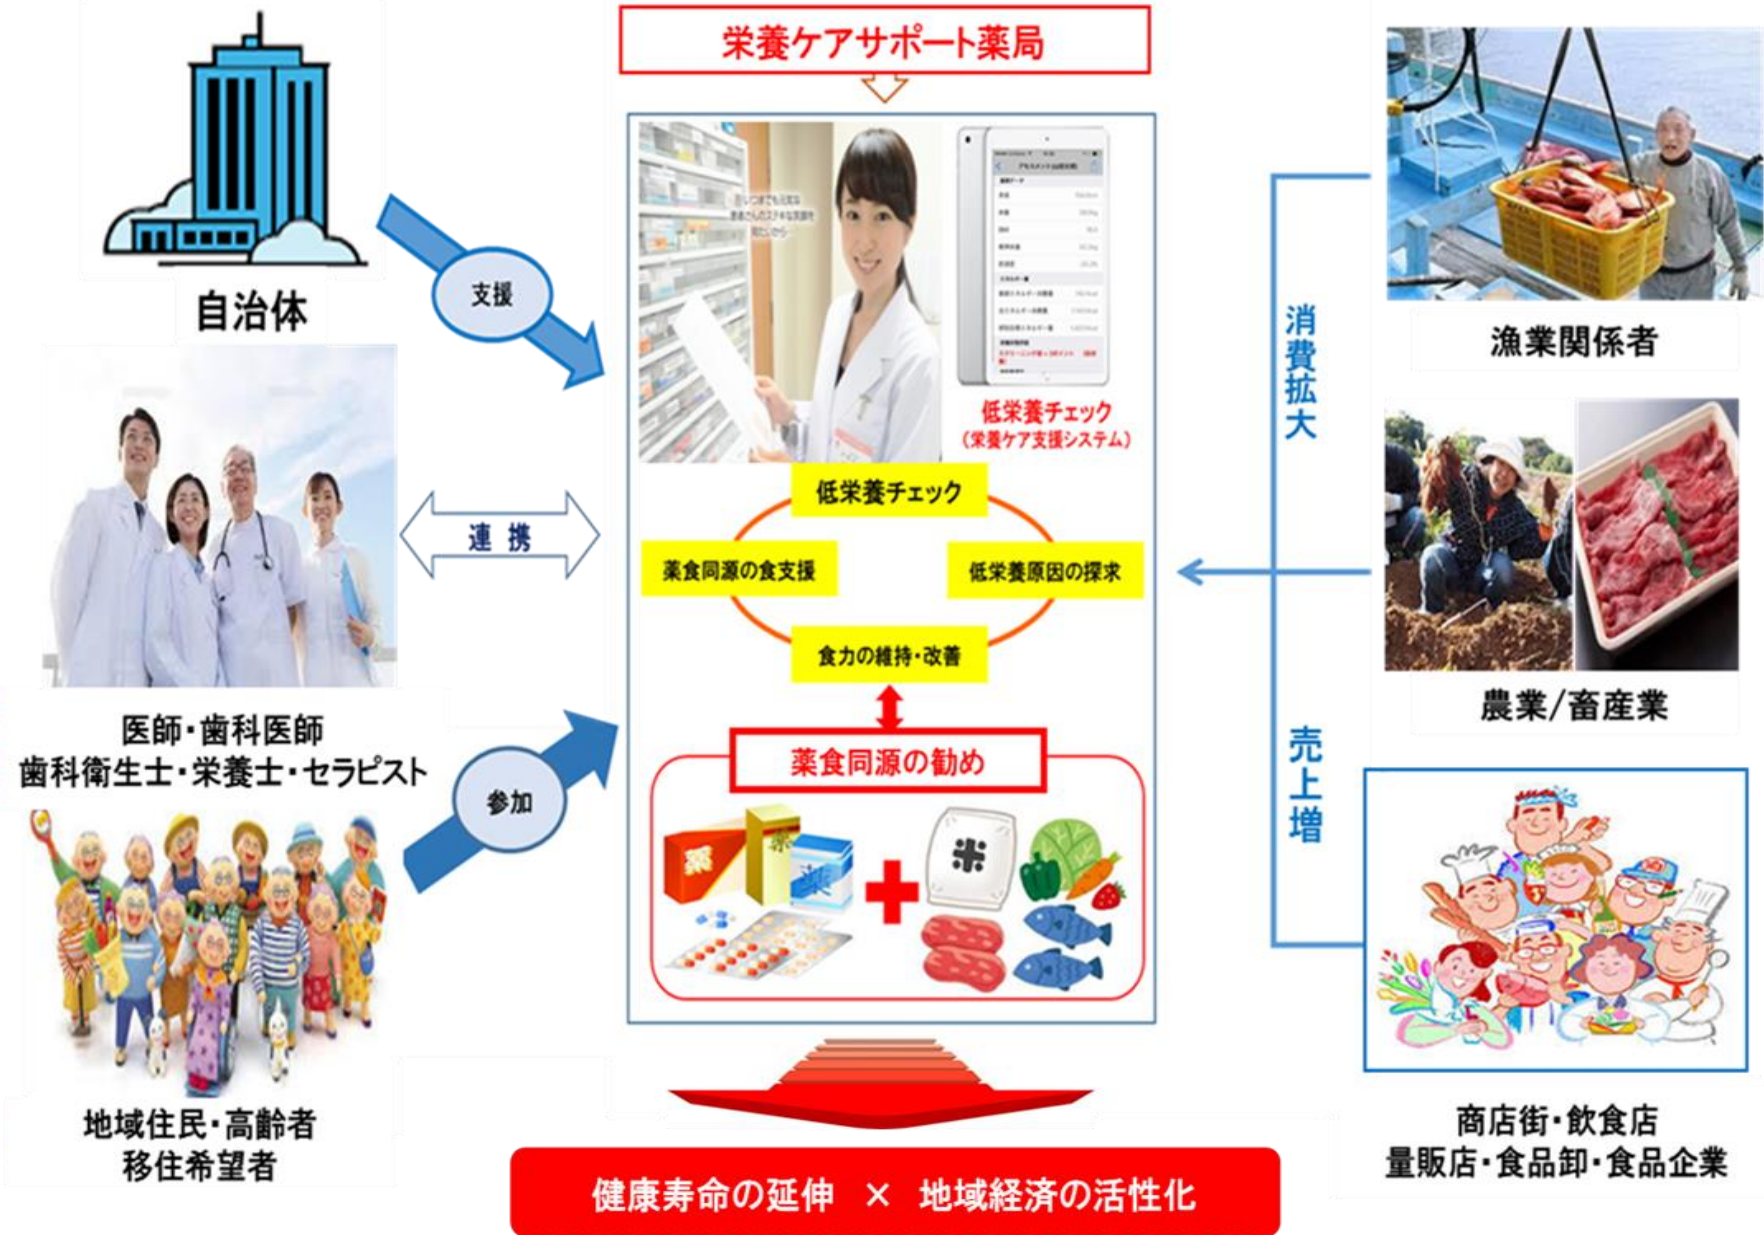 栄養ケアサポート薬局
自治体
支援
医師・歯科医師
歯科衛生士・栄養士・セラピスト
連携
地域住民・高齢者
移住希望者
参加
低栄養チェック
(栄養ケア支援システム)
低栄養チェック
薬食同源の食支援
低栄養原因の探求
食力の維持・改善
薬食同源の勧め
薬
薬
薬
米
健康寿命の延伸 × 地域経済の活性化
消費拡大
売上増
漁業関係者
農業/畜産業
商店街・飲食店
量販店・食品卸・食品企業